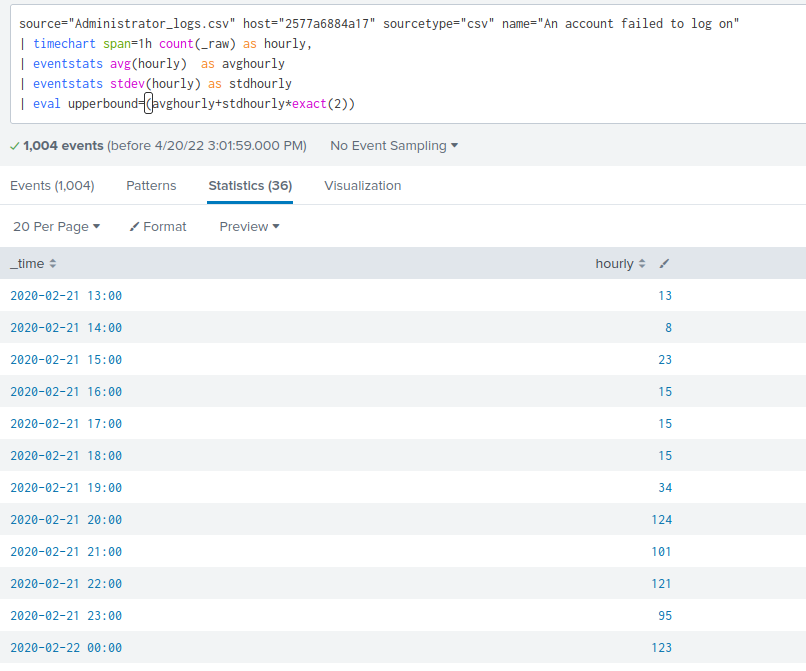 source="Administrator_logs.csv" host="2577a6884a17" sourcetype="csv" name="An account failed to log on"
| timechart span=1h count(_raw) as hourly,
| eventstats avg(hourly)  as avghourly
| eventstats stdev(hourly) as stdhourly
| eval upperbound=(avghourly+stdhourly*exact(2))
✓ 1,004 events (before 4/20/22 3:01:59.000 PM) No Event Sampling ▾
Events (1,004) Patterns Statistics (36) Visualization
20 Per Page ▾ Format Preview ▾
_time hourly
2020-02-21 13:00 13
2020-02-21 14:00 8
2020-02-21 15:00 23
2020-02-21 16:00 15
2020-02-21 17:00 15
2020-02-21 18:00 15
2020-02-21 19:00 34
2020-02-21 20:00 124
2020-02-21 21:00 101
2020-02-21 22:00 121
2020-02-21 23:00 95
2020-02-22 00:00 123